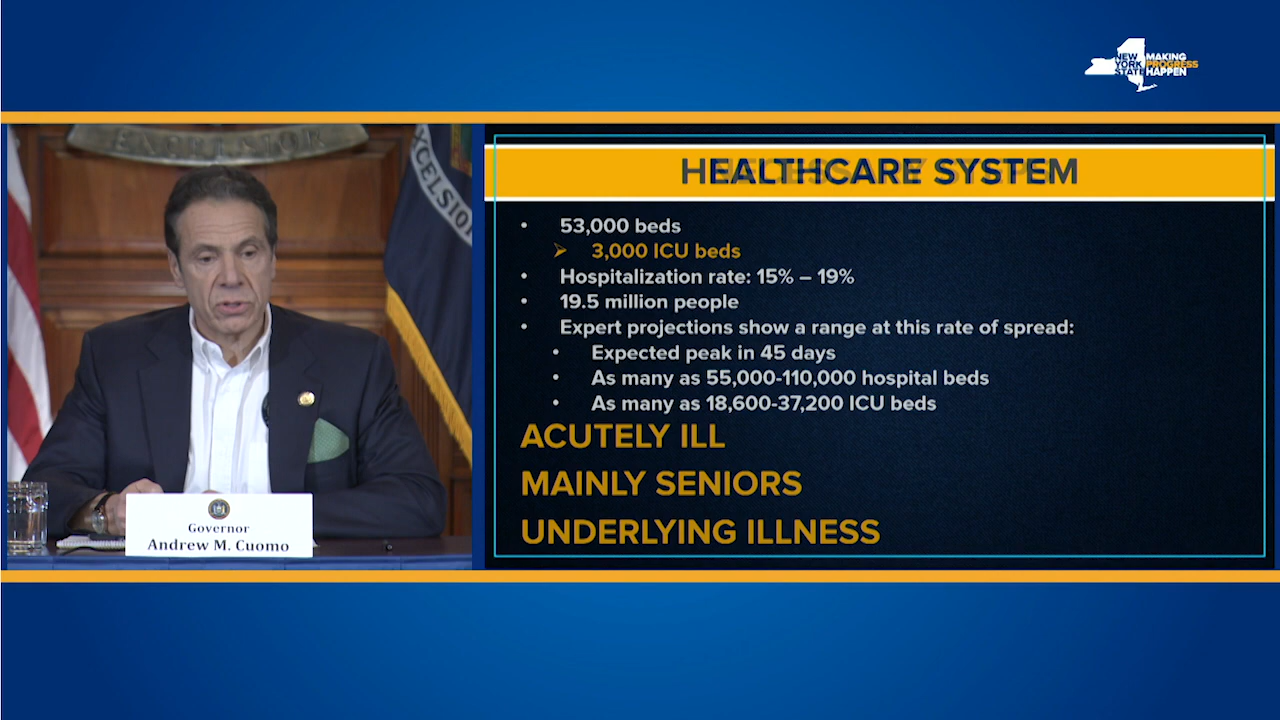 NEW
YORK
STATE
MAKING
PROGRESS
HAPPEN
EXCELSIOR
EXCELSIOR
HEALTHCARE SYSTEM
• 53,000 beds
➢ 3,000 ICU beds
• Hospitalization rate: 15% – 19%
• 19.5 million people
• Expert projections show a range at this rate of spread:
• Expected peak in 45 days
• As many as 55,000-110,000 hospital beds
• As many as 18,600-37,200 ICU beds
ACUTELY ILL
MAINLY SENIORS
UNDERLYING ILLNESS
Governor
Andrew M. Cuomo